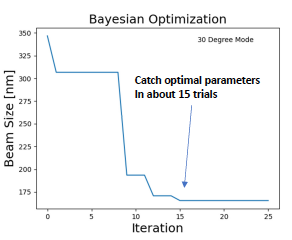 Bayesian Optimization
350
325
300
275
250
225
200
175
Beam Size [nm]
30 Degree Mode
Catch optimal parameters
In about 15 trials
0 5 10 15 20 25
Iteration